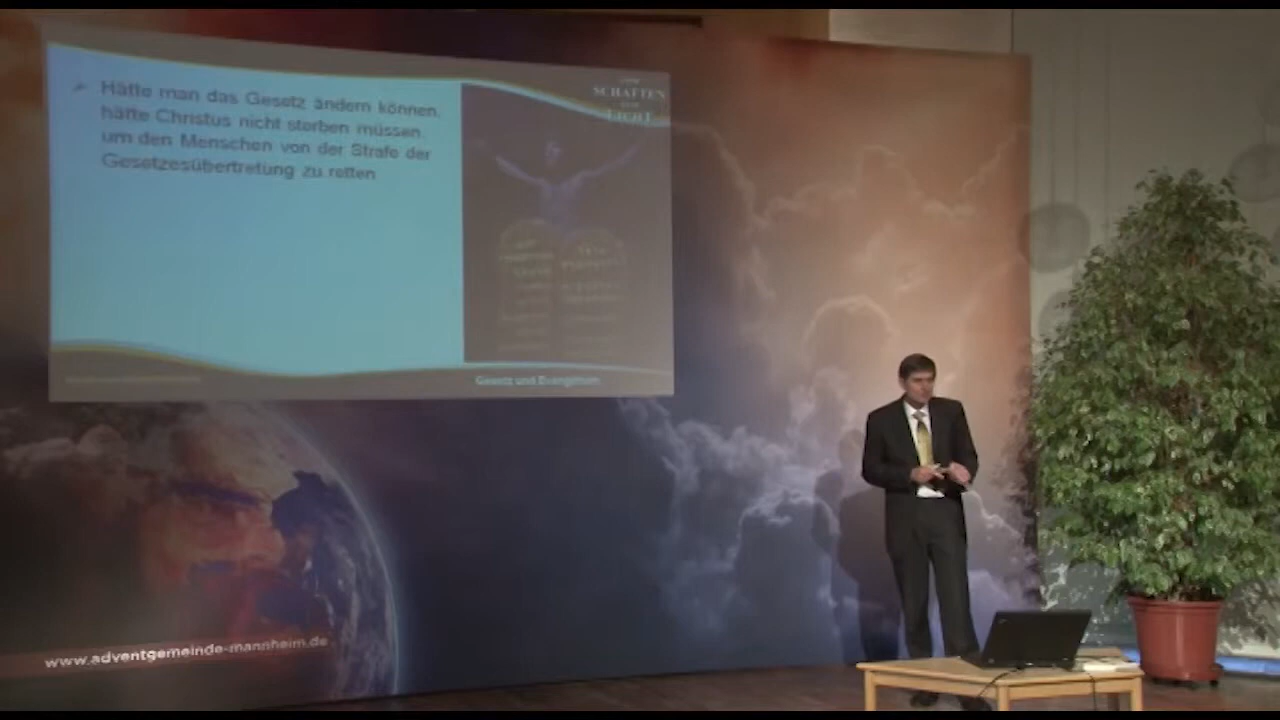 Hätte man das Gesetz ändern können,
hätte Christus nicht sterben müssen,
um den Menschen von der Strafe der
Gesetzesübertretung zu retten
SCHATTEN
LICHT
Gesetz und Evangelium
www.adventgemeinde-mannheim.de